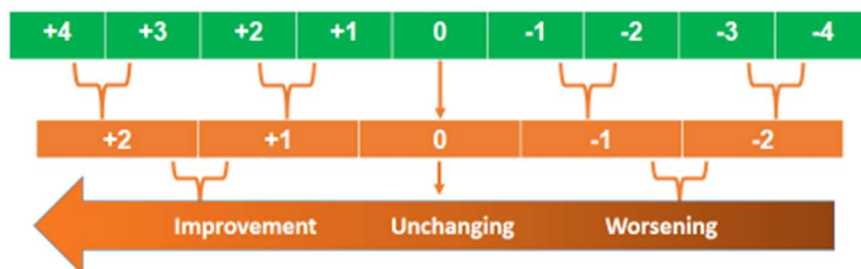 +4 +3 +2 +1 0 -1 -2 -3 -4
+2 +1 0 -1 -2
Improvement Unchanging Worsening